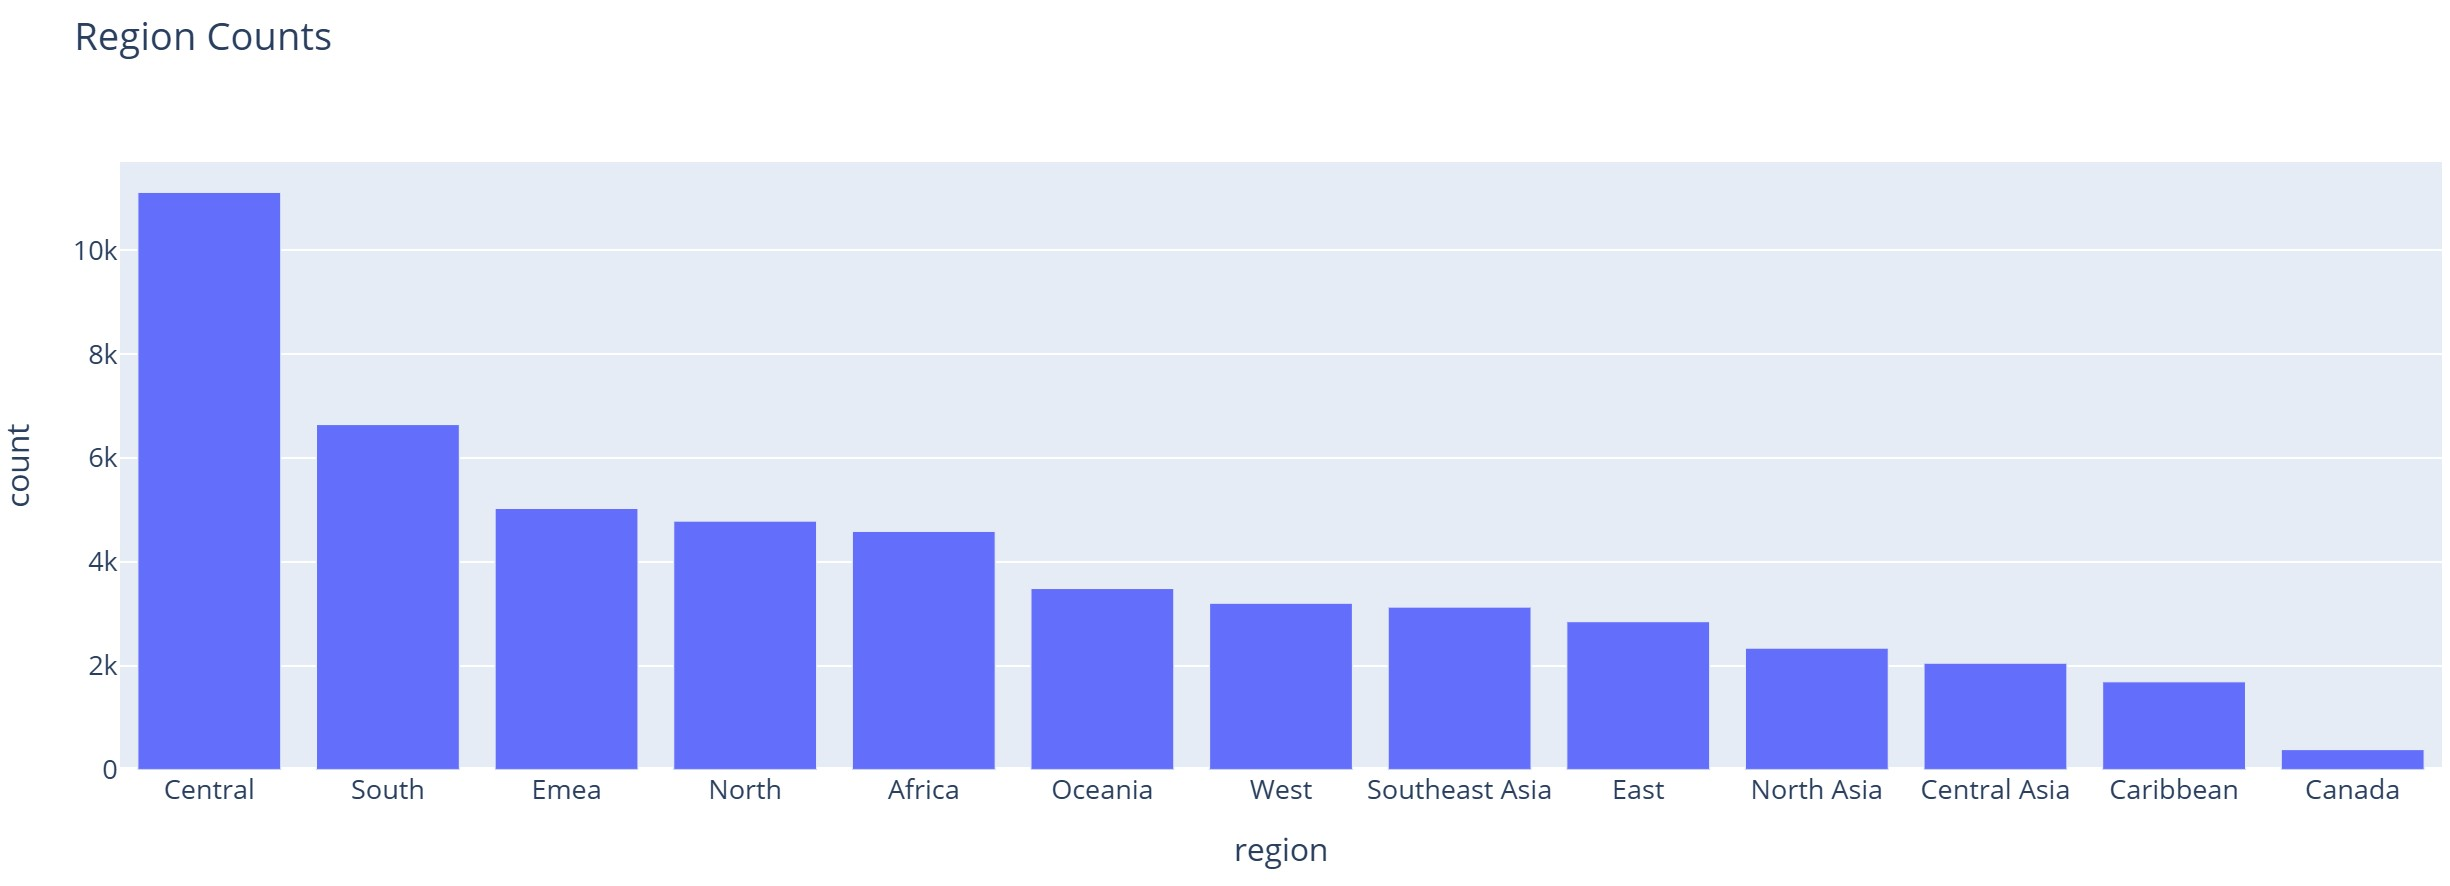 Region Counts
10k
8k
6k
4k
2k
0
count
Central South Emea North Africa Oceania West Southeast Asia East North Asia Central Asia Caribbean Canada
region